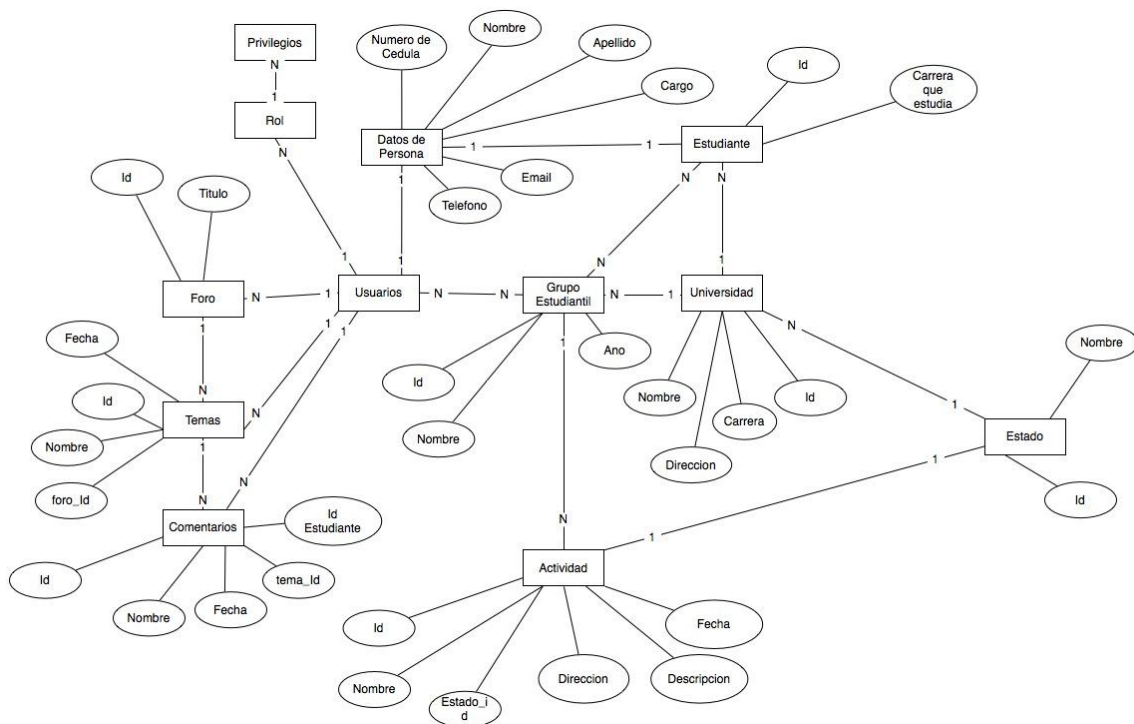 Privilegios
N
1
Rol
N
1
Numero de
Cedula
Nombre
Apellido
Cargo
Datos de
Persona
1
1
Email
Telefono
1
1
Id
Carrera
que
estudia
Estudiante
N
N
N
1
Id
Titulo
Foro
N
1
Usuarios
N
N
Grupo
Estudiantil
N
1
Universidad
1
N
1
N
1
N
Fecha
Id
Nombre
foro_Id
Temas
1
N
Id
Estudiante
Comentarios
Id
Nombre
Fecha
tema_Id
Id
Nombre
Ano
1
N
Nombre
Direccion
Carrera
Id
N
1
Nombre
Estado
Id
1
1
Actividad
Id
Nombre
Estado_i
d
Direccion
Descripcion
Fecha